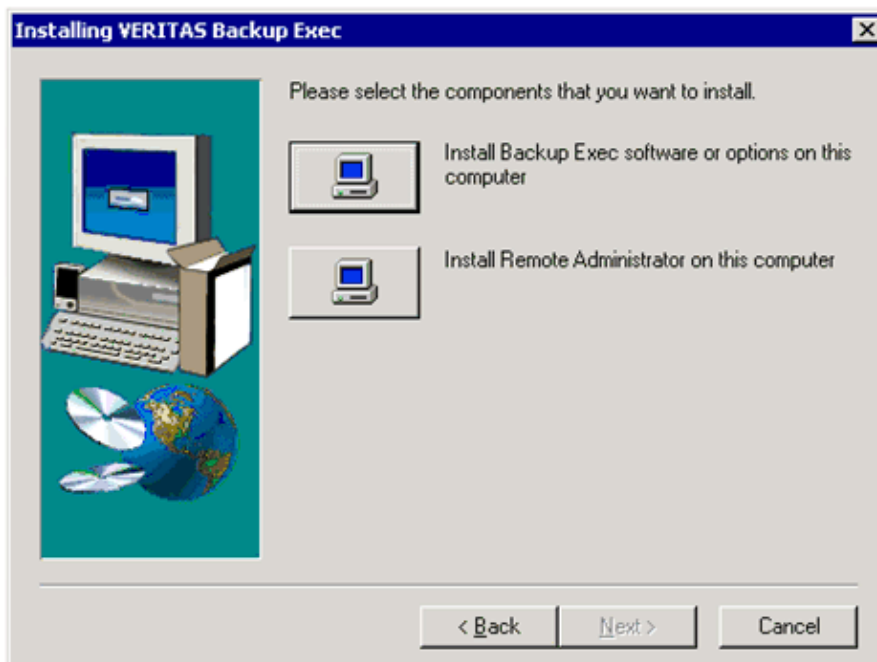 Installing VERITAS Backup Exec
Please select the components that you want to install.
Install Backup Exec software or options on this
computer
Install Remote Administrator on this computer
< Back
Next >
Cancel